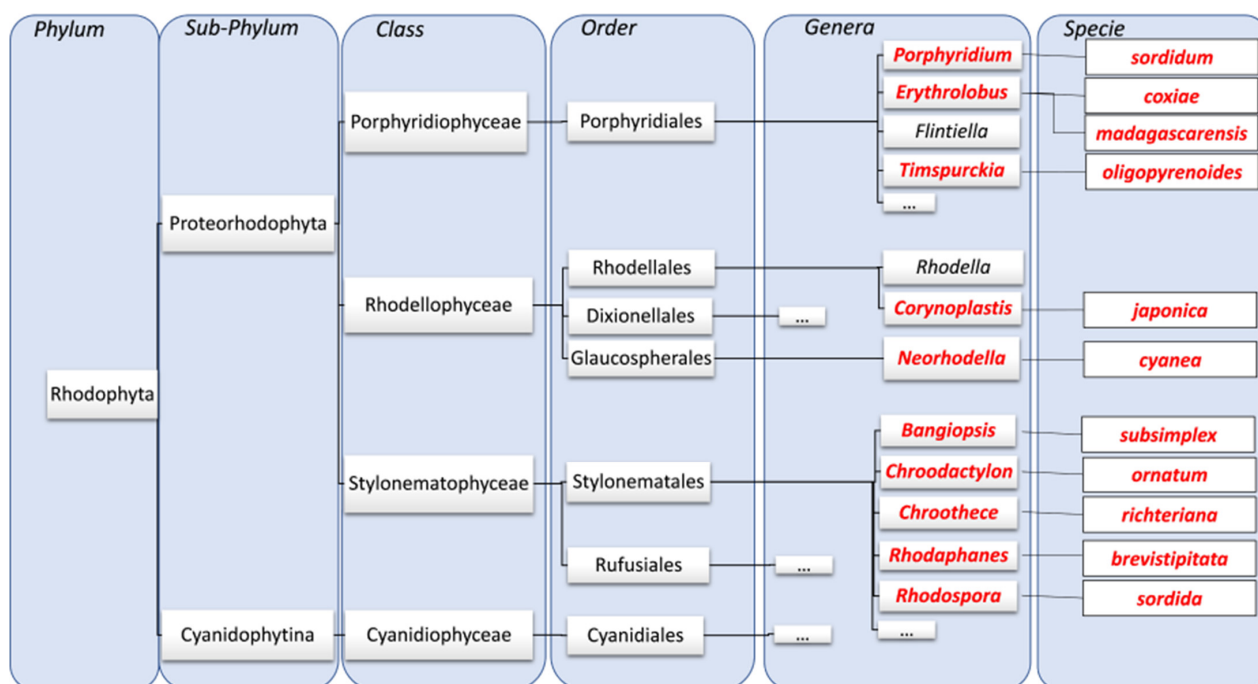 Phylum
Sub-Phylum
Class
Order
Genera
Specie
Rhodophyta
Proteorhodophyta
Cyanidophytina
Porphyridiophyceae
Rhodellophyceae
Stylonematophyceae
Cyanidiophyceae
Porphyridiales
Rhodellales
Dixionellales
Glaucospherales
Stylonematales
Rufusiales
Cyanidiales
...
...
...
Porphyridium
Erythrolobus
Flintiella
Timspurckia
...
Rhodella
Corynoplastis
Neorhodella
Bangiopsis
Chroodactylon
Chroothece
Rhodaphanes
Rhodospora
...
sordidum
coxiae
madagascarensis
oligopyrenoides
japonica
cyanea
subsimplex
ornatum
richteriana
brevistipitata
sordida